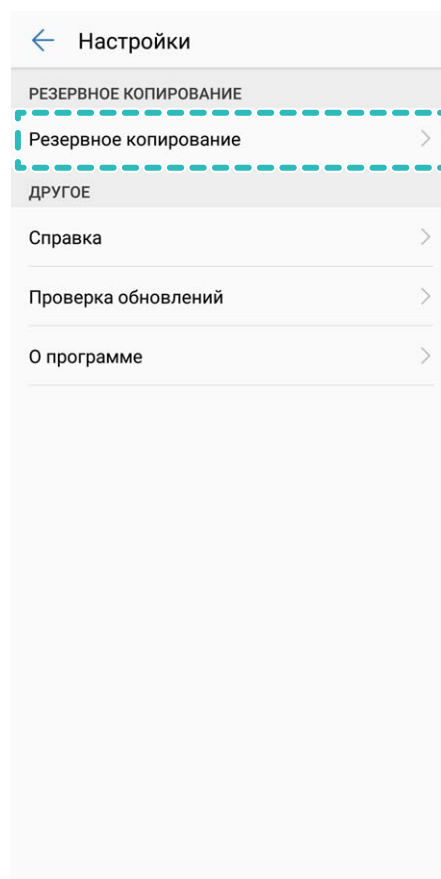 Настройки
РЕЗЕРВНОЕ КОПИРОВАНИЕ
Резервное копирование
ДРУГОЕ
Справка
Проверка обновлений
О программе